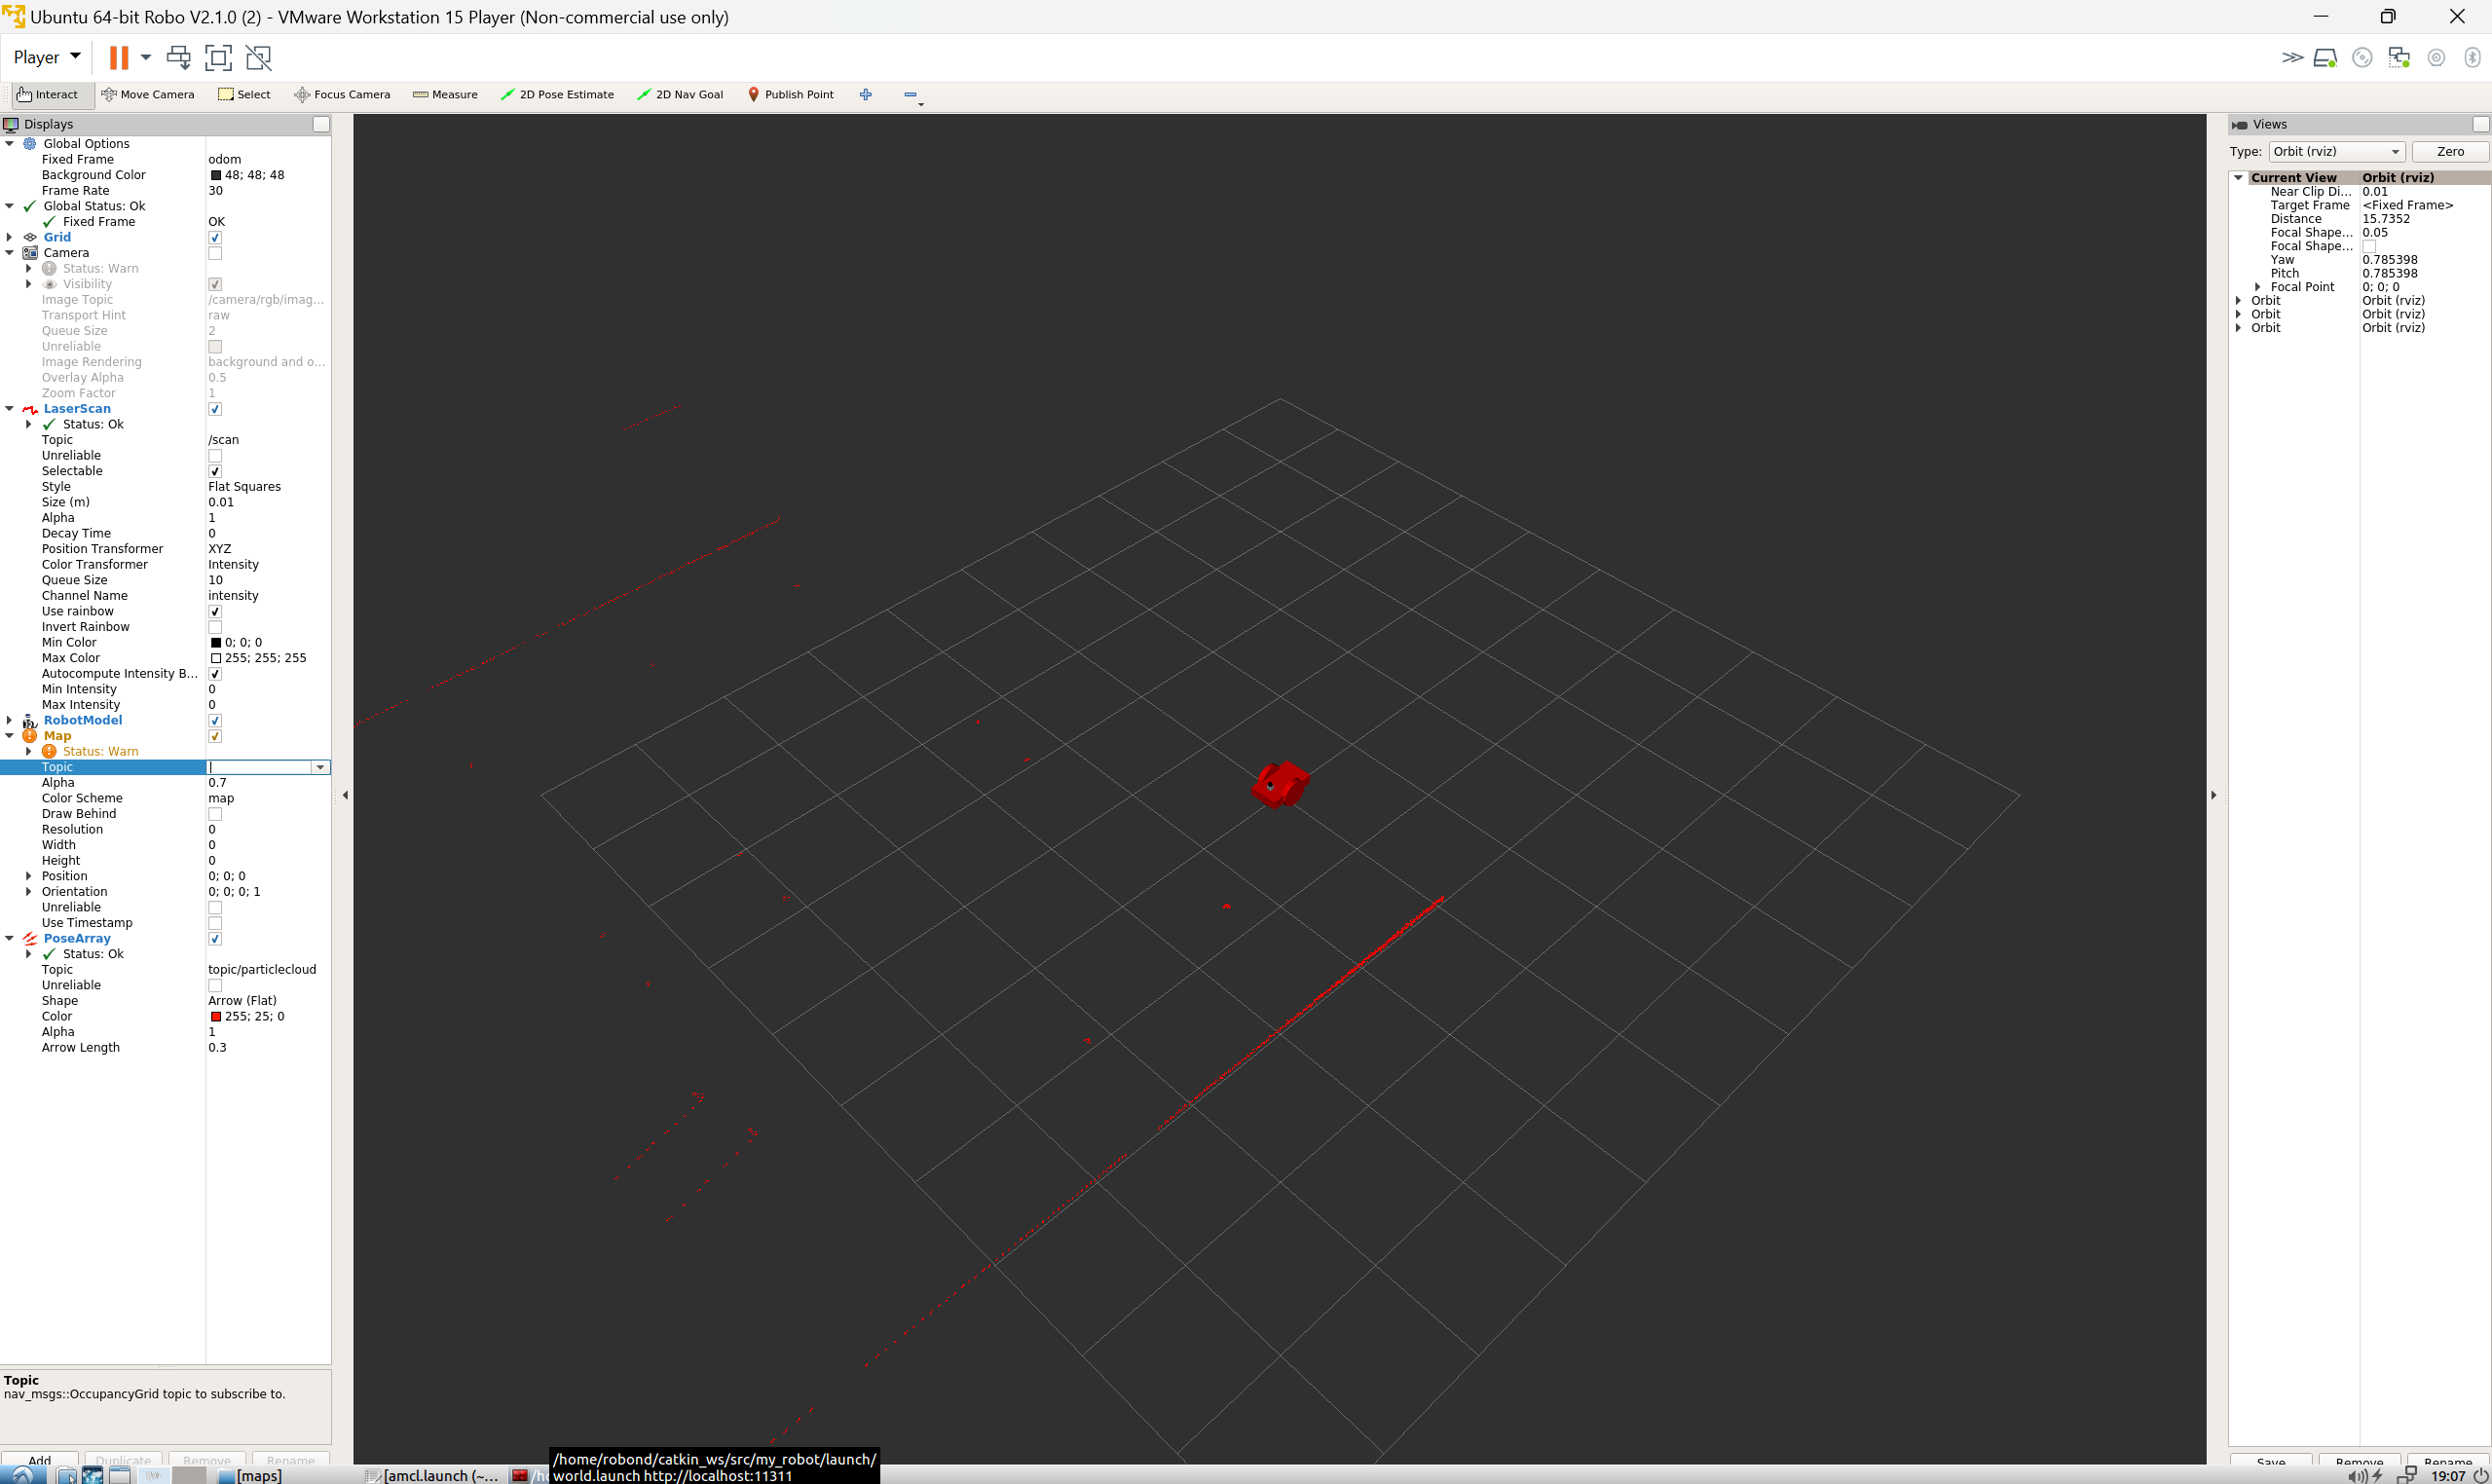 Ubuntu 64-bit Robo V2.1.0 (2) - VMware Workstation 15 Player (Non-commercial use only)
Player
Interact Move Camera Select Focus Camera Measure 2D Pose Estimate 2D Nav Goal Publish Point
Displays
Global Options
Fixed Frame odom
Background Color 48; 48; 48
Frame Rate 30
Global Status: Ok
Fixed Frame OK
Grid
Camera
Status: Warn
Visibility
Image Topic /camera/rgb/imag...
Transport Hint raw
Queue Size 2
Unreliable
Image Rendering background and o...
Overlay Alpha 0.5
Zoom Factor 1
LaserScan
Status: Ok
Topic /scan
Unreliable
Selectable
Style Flat Squares
Size (m) 0.01
Alpha 1
Decay Time 0
Position Transformer XYZ
Color Transformer Intensity
Queue Size 10
Channel Name intensity
Use rainbow
Invert Rainbow
Min Color 0; 0; 0
Max Color 255; 255; 255
Autocompute Intensity B...
Min Intensity 0
Max Intensity 0
RobotModel
Map
Status: Warn
Topic
Alpha 0.7
Color Scheme map
Draw Behind
Resolution 0
Width 0
Height 0
Position 0; 0; 0
Orientation 0; 0; 0; 1
Unreliable
Use Timestamp
PoseArray
Status: Ok
Topic topic/particlecloud
Unreliable
Shape Arrow (Flat)
Color 255; 25; 0
Alpha 1
Arrow Length 0.3
Topic
nav_msgs::OccupancyGrid topic to subscribe to.
Add Duplicate Remove Rename
Views
Type: Orbit (rviz) Zero
Current View Orbit (rviz)
Near Clip Di... 0.01
Target Frame <Fixed Frame>
Distance 15.7352
Focal Shape... 0.05
Focal Shape...
Yaw 0.785398
Pitch 0.785398
Focal Point 0; 0; 0
Orbit Orbit (rviz)
Orbit Orbit (rviz)
Orbit Orbit (rviz)
Save Remove Rename
/home/robond/catkin_ws/src/my_robot/launch/
world.launch http://localhost:11311
[maps] [amcl.launch (~... 19:07